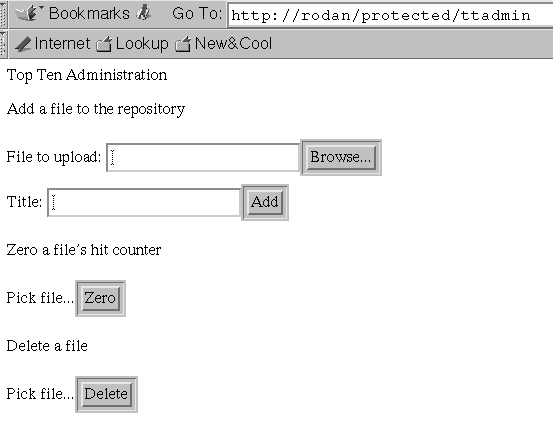 Bookmarks Go To: http://rodan/protected/ttadmin
Internet Lookup New&Cool
Top Ten Administration
Add a file to the repository
File to upload: Browse...
Title: Add
Zero a file's hit counter
Pick file... Zero
Delete a file
Pick file... Delete